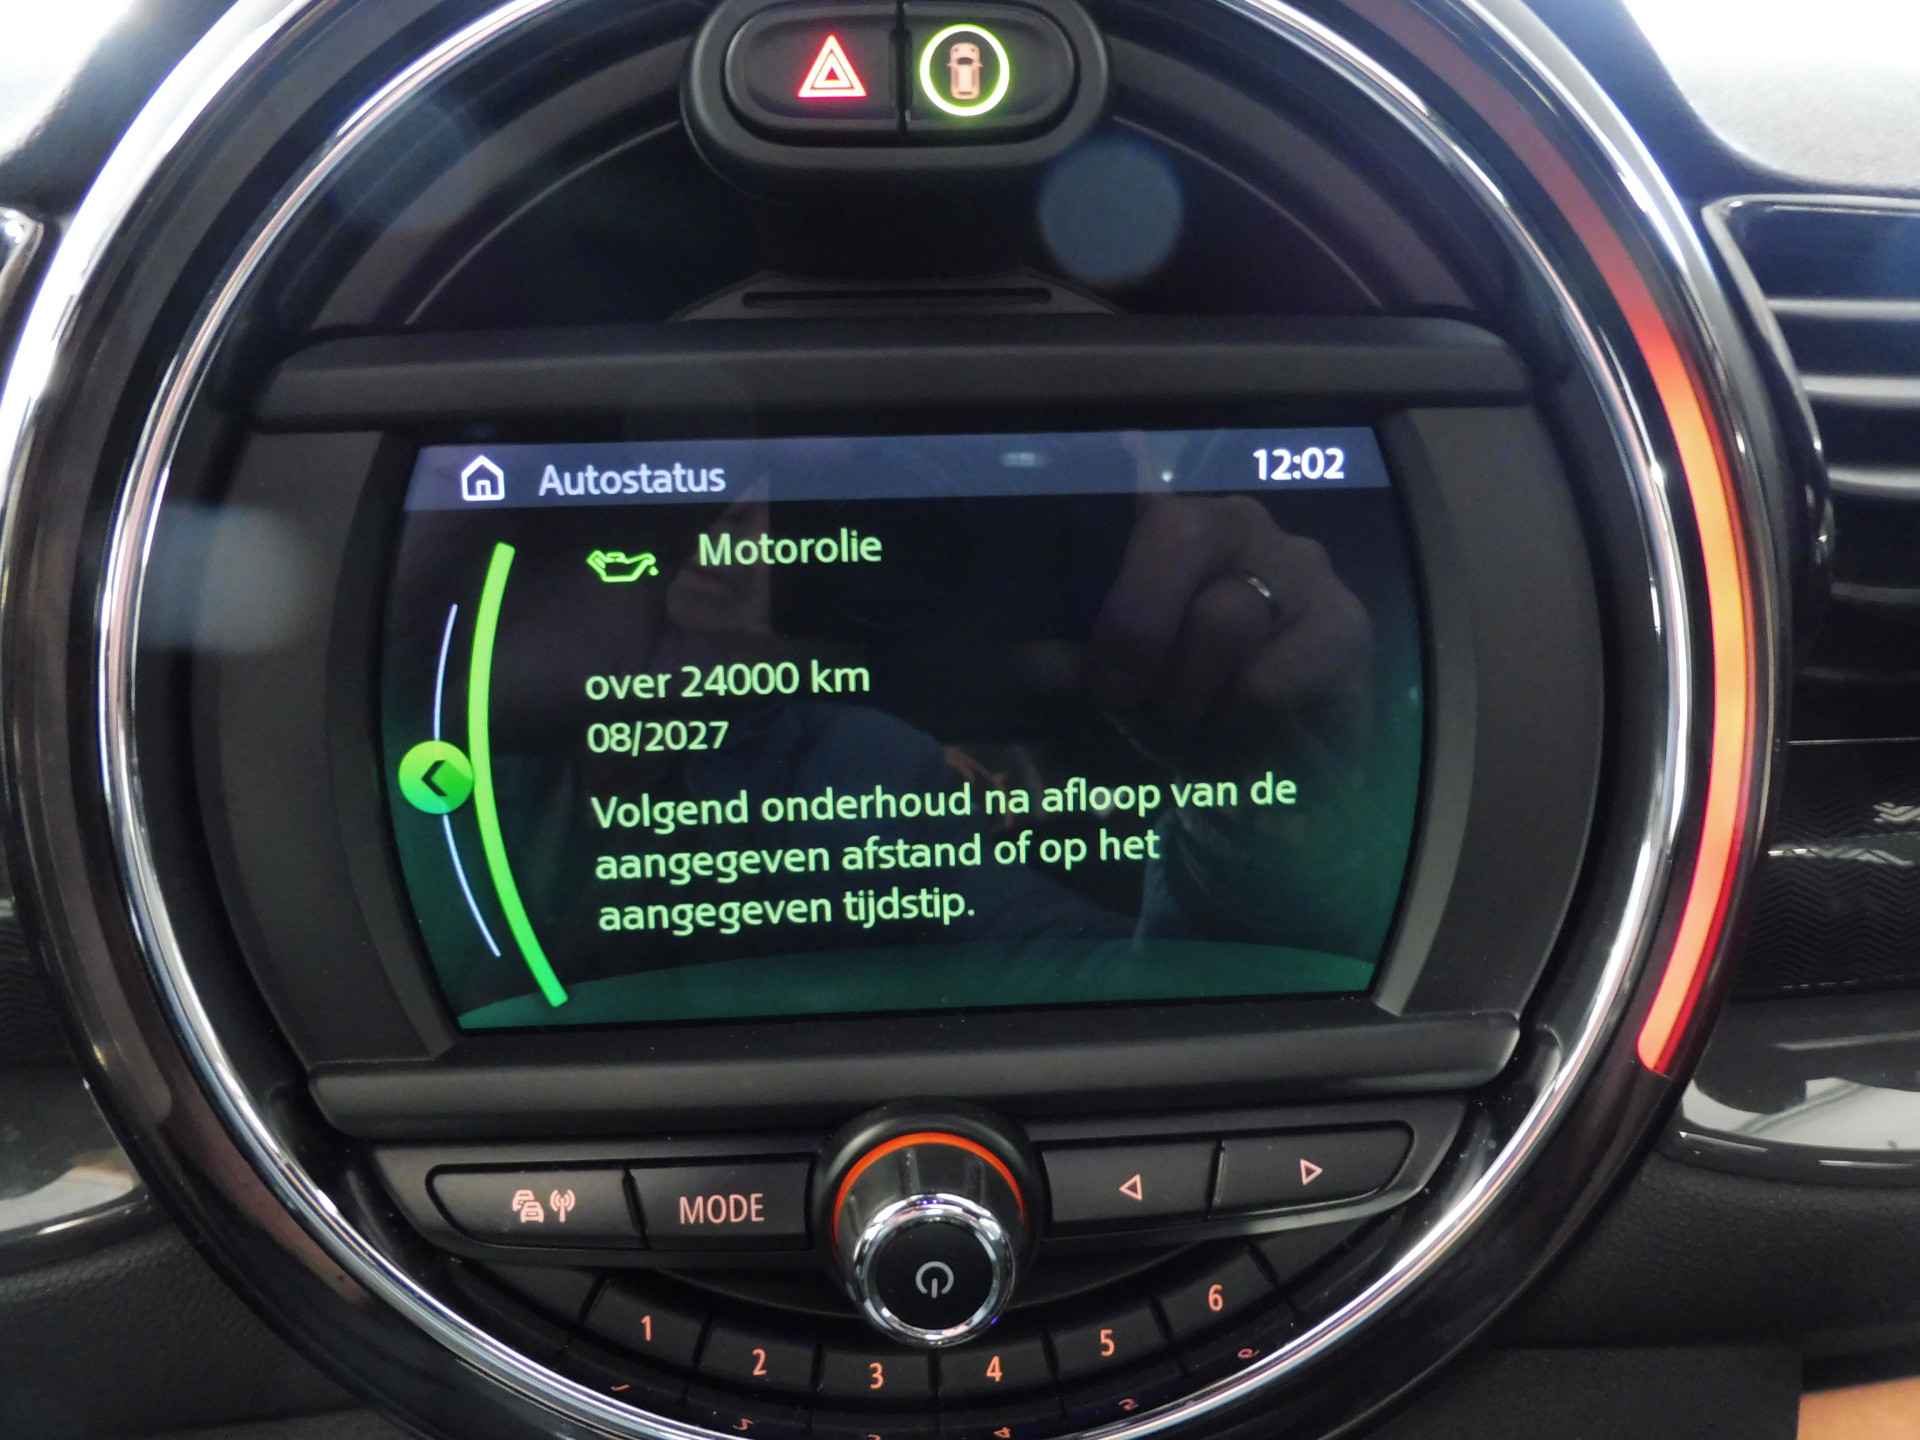 Autostatus 12:02
Motorolie
over 24000 km
08/2027
Volgend onderhoud na afloop van de
aangegeven afstand of op het
aangegeven tijdstip.
MODE
1 2 3 4 5 6